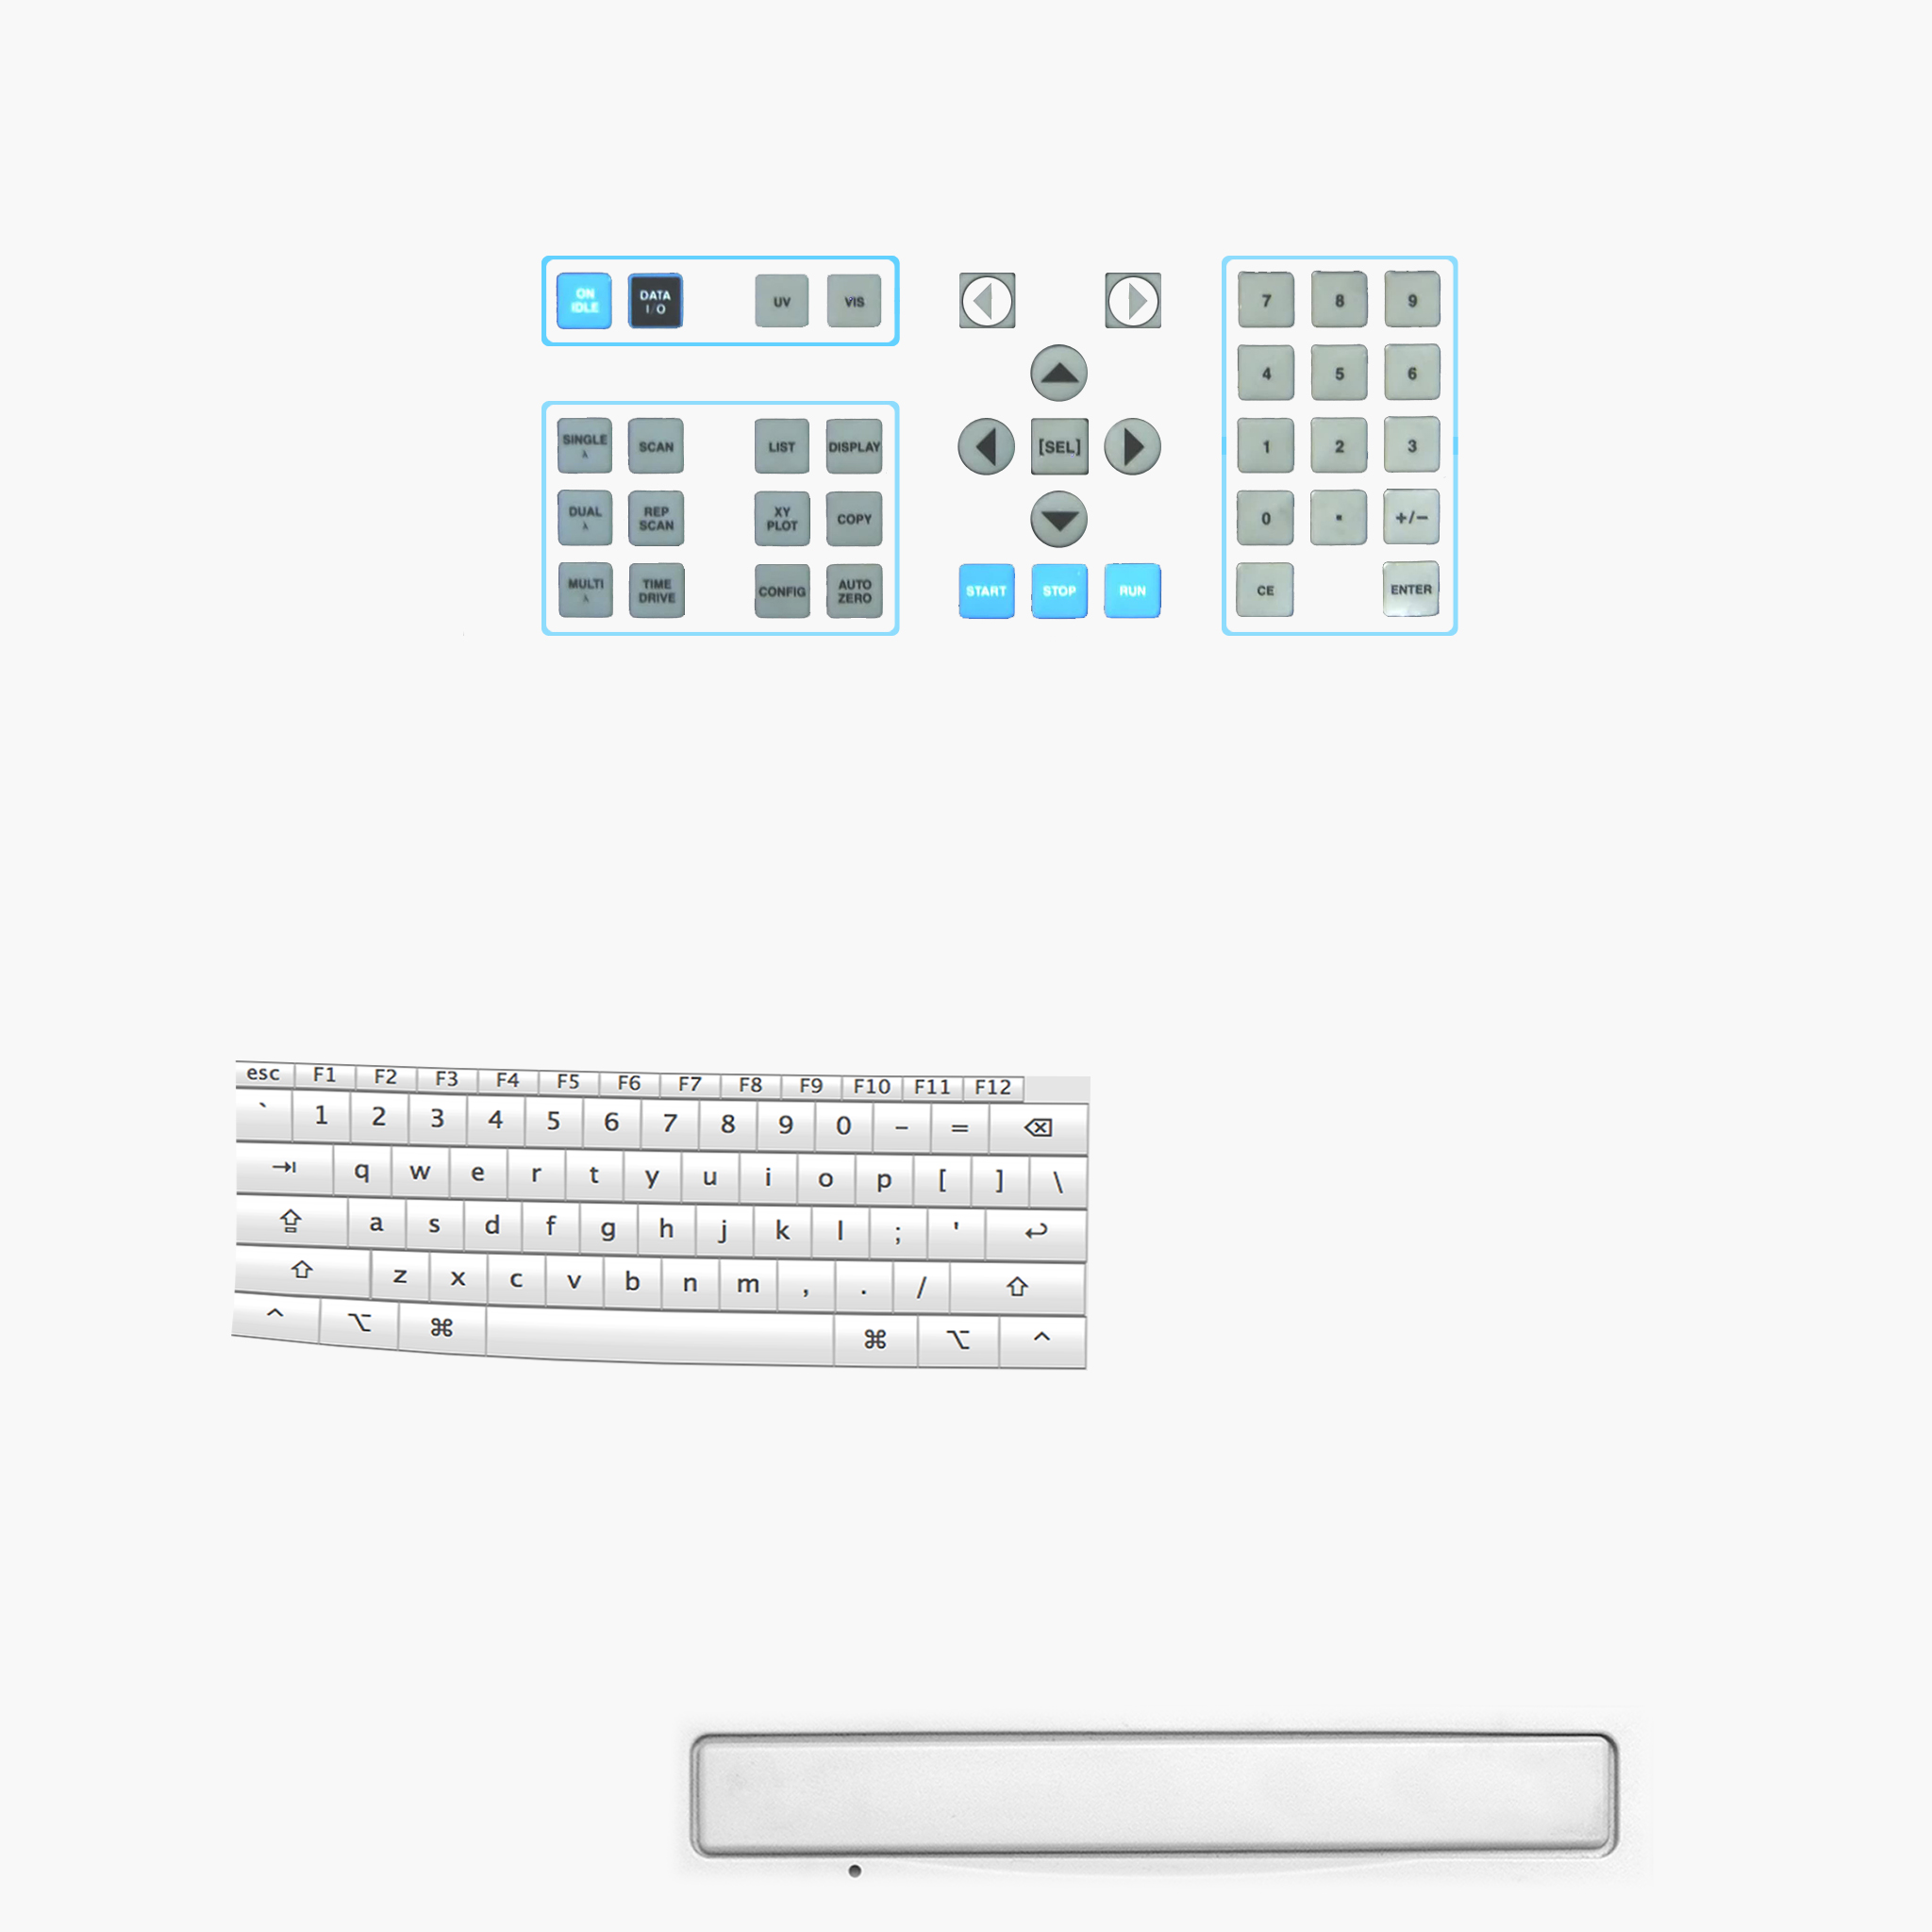 ON
IDLE
DATA
I/O
UV
VIS
7 8 9
4 5 6
SINGLE
λ
SCAN
LIST
DISPLAY
[SEL]
1 2 3
DUAL
λ
REP
SCAN
XY
PLOT
COPY
0 . +/−
MULTI
λ
TIME
DRIVE
CONFIG
AUTO
ZERO
START
STOP
RUN
CE
ENTER
esc F1 F2 F3 F4 F5 F6 F7 F8 F9 F10 F11 F12
` 1 2 3 4 5 6 7 8 9 0 – = ⌫
⇥ q w e r t y u i o p [ ] \
⇪ a s d f g h j k l ; ' ↩
⇧ z x c v b n m , . / ⇧
^ ⌥ ⌘ ⌘ ⌥ ^